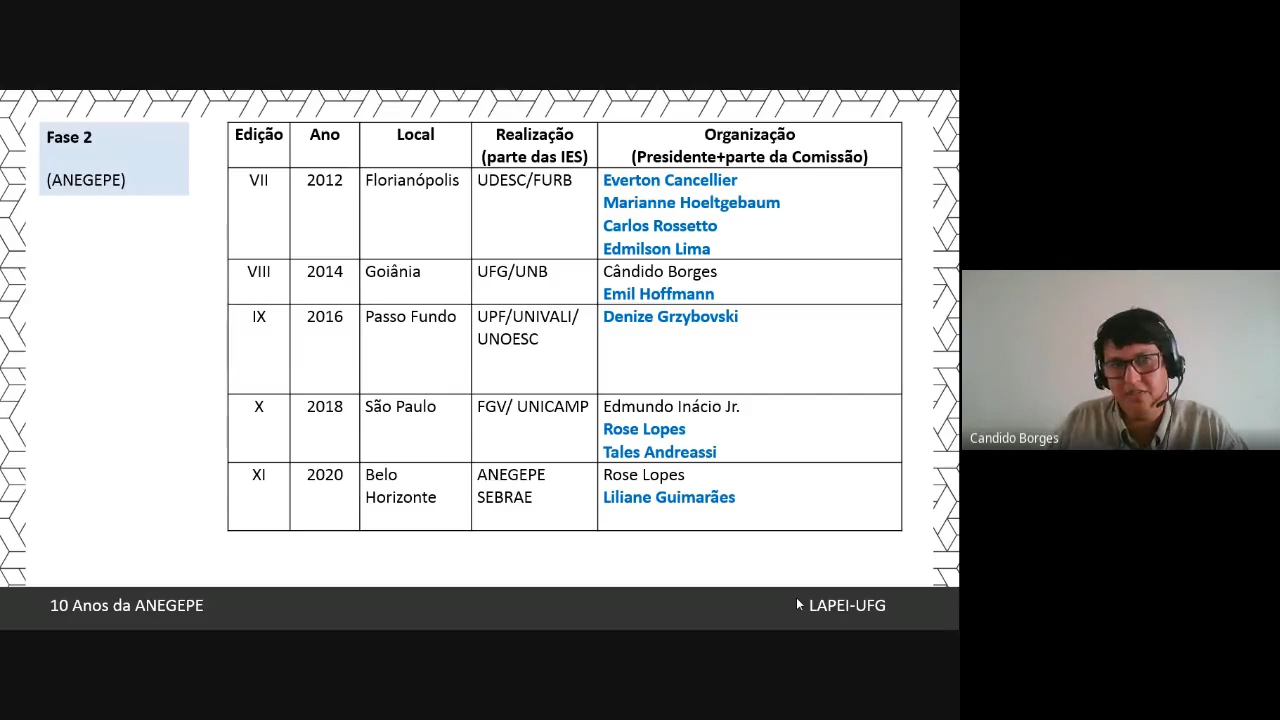 Fase 2
(ANEGEPE)
Edição Ano Local Realização (parte das IES) Organização (Presidente+parte da Comissão)
VII 2012 Florianópolis UDESC/FURB Everton Cancellier
Marianne Hoeltgebaum
Carlos Rossetto
Edmilson Lima
VIII 2014 Goiânia UFG/UNB Cândido Borges
Emil Hoffmann
IX 2016 Passo Fundo UPF/UNIVALI/ Denize Grzybovski
UNOESC
X 2018 São Paulo FGV/ UNICAMP Edmundo Inácio Jr.
Rose Lopes
Tales Andreassi
XI 2020 Belo ANEGEPE Rose Lopes
Horizonte SEBRAE Liliane Guimarães
10 Anos da ANEGEPE
LAPEI-UFG
Candido Borges